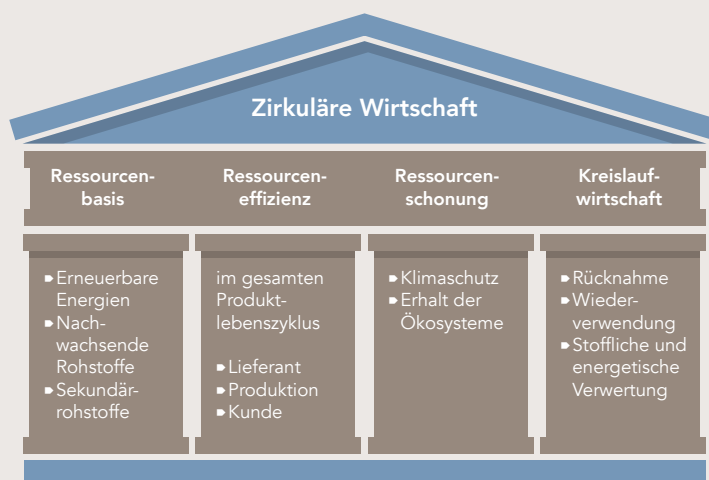 Zirkuläre Wirtschaft
Ressourcen-
basis
Ressourcen-
effizienz
Ressourcen-
schonung
Kreislauf-
wirtschaft
Erneuerbare
Energien
Nach-
wachsende
Rohstoffe
Sekundär-
rohstoffe
im gesamten
Produkt-
lebenszyklus
Lieferant
Produktion
Kunde
Klimaschutz
Erhalt der
Ökosysteme
Rücknahme
Wieder-
verwendung
Stoffliche und
energetische
Verwertung